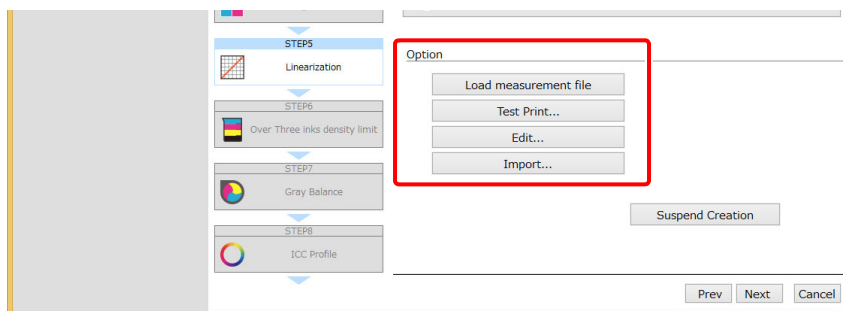 STEP5
Linearization
STEP6
Over Three inks density limit
STEP7
Gray Balance
STEP8
ICC Profile
Option
Load measurement file
Test Print...
Edit...
Import...
Suspend Creation
Prev
Next
Cancel